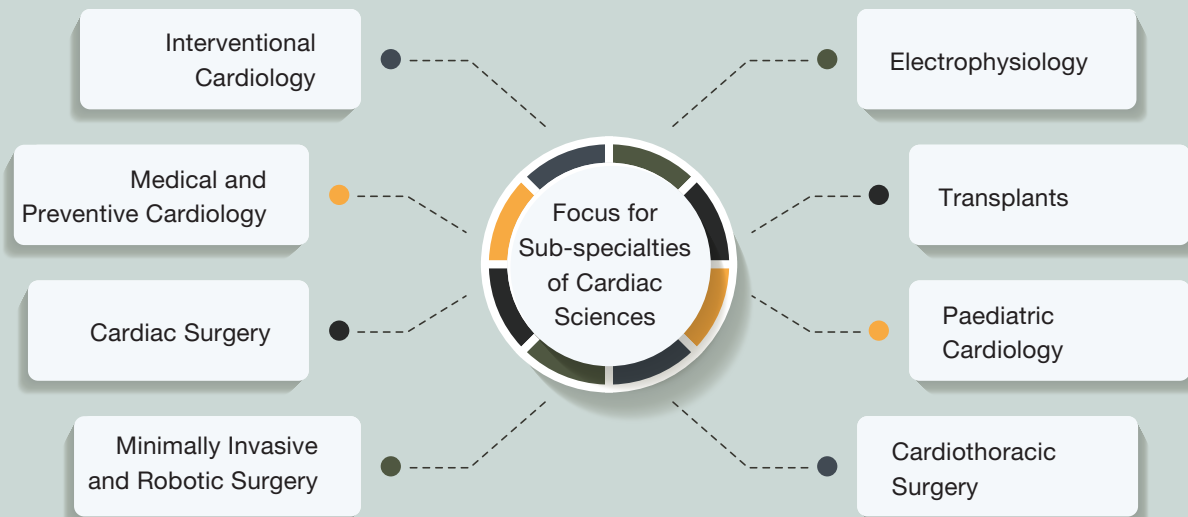 Interventional
Cardiology
Medical and
Preventive Cardiology
Cardiac Surgery
Minimally Invasive
and Robotic Surgery
Focus for
Sub-specialties
of Cardiac
Sciences
Electrophysiology
Transplants
Paediatric
Cardiology
Cardiothoracic
Surgery